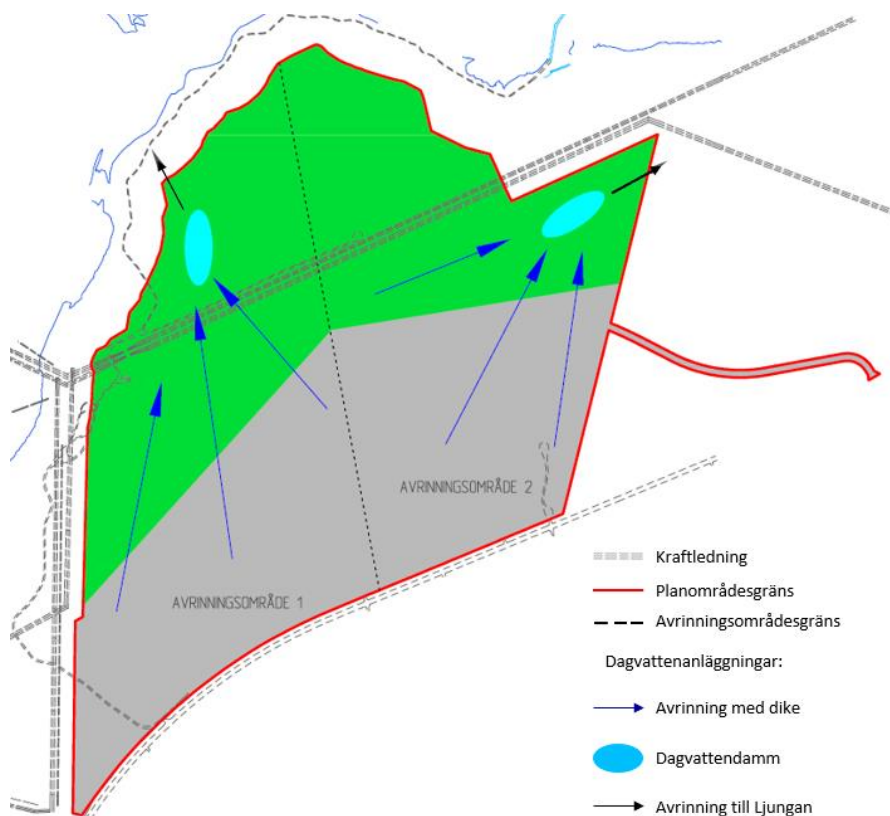 AVRINNINGSOMRÅDE 2
AVRINNINGSOMRÅDE 1
Kraftledning
Planområdesgräns
Avrinningsområdesgräns
Dagvattenanläggningar:
Avrinning med dike
Dagvattendamm
Avrinning till Ljungan